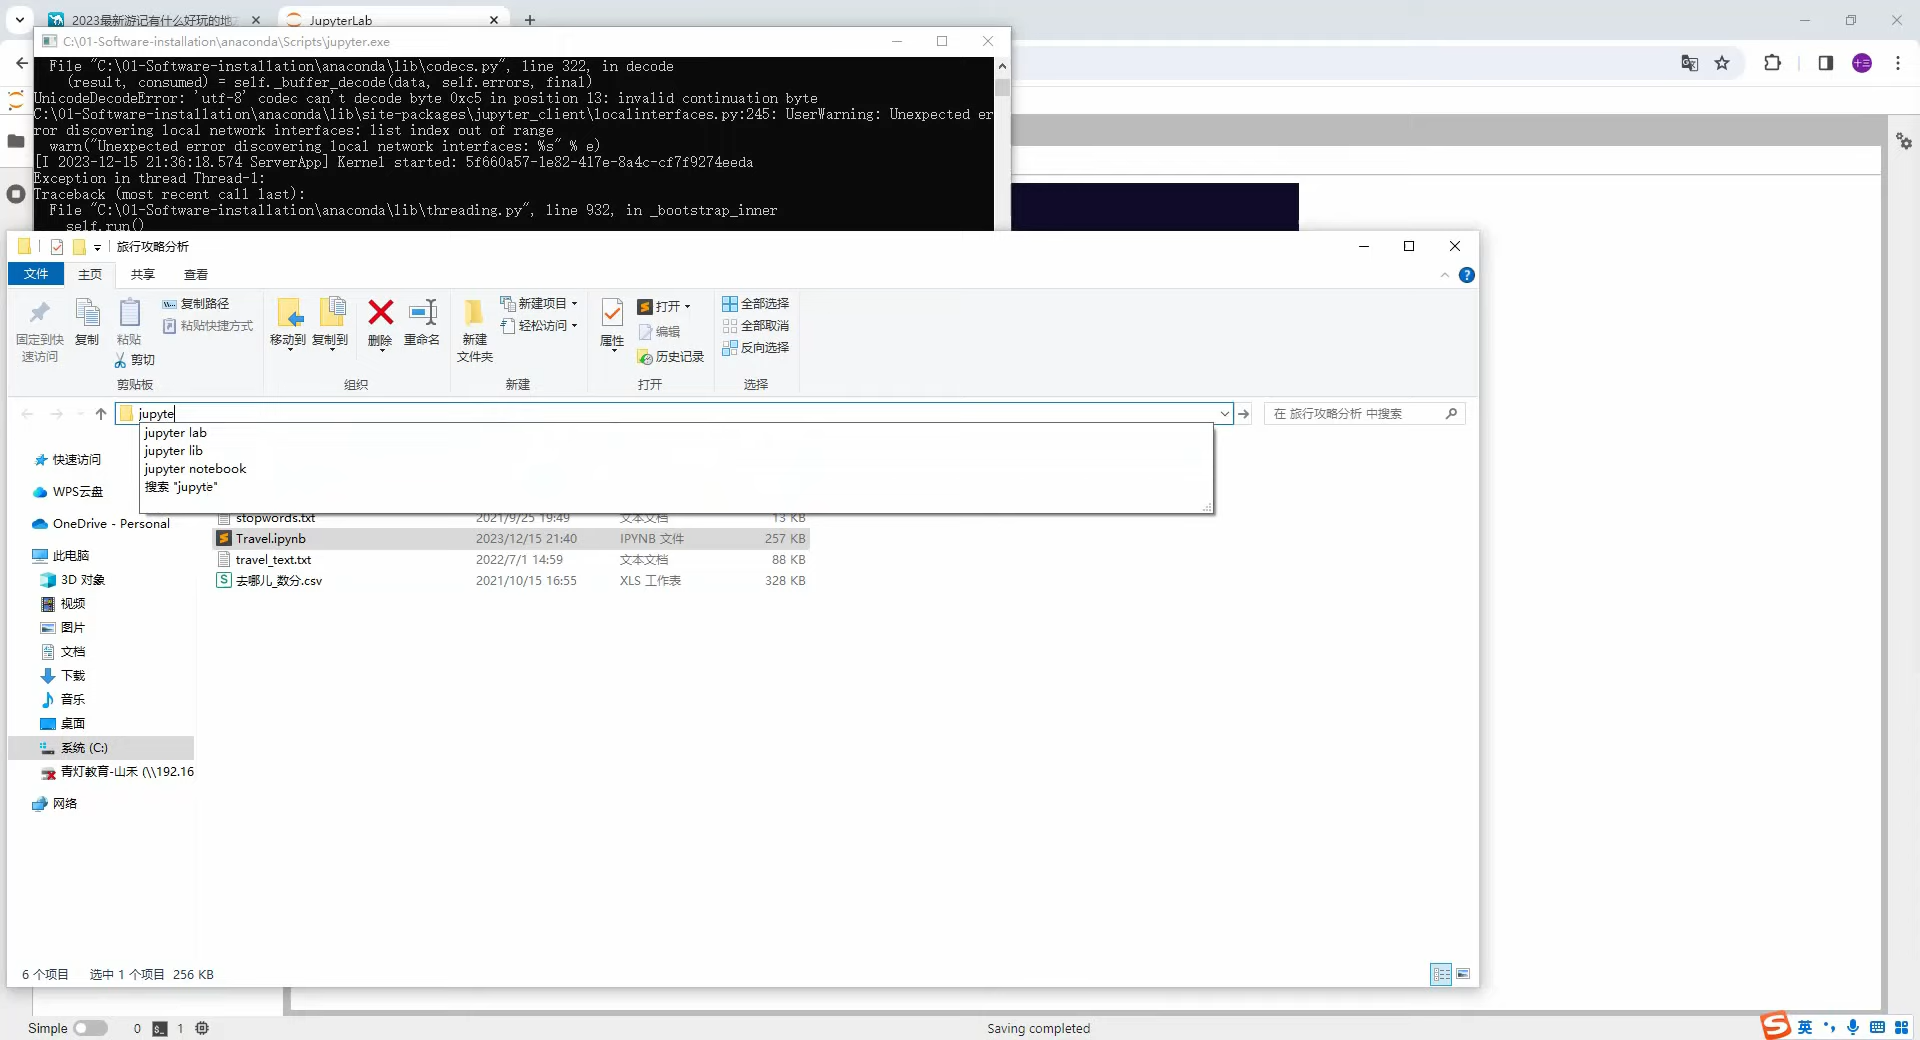 2023最新游记有什么好玩的地
JupyterLab
C:\01-Software-installation\anaconda\Scripts\jupyter.exe
File "C:\01-Software-installation\anaconda\lib\codecs.py", line 322, in decode
(result, consumed) = self._buffer_decode(data, self.errors, final)
UnicodeDecodeError: 'utf-8' codec can't decode byte 0xc5 in position 13: invalid continuation byte
C:\01-Software-installation\anaconda\lib\site-packages\jupyter_client\localinterfaces.py:245: UserWarning: Unexpected er
ror discovering local network interfaces: list index out of range
warn("Unexpected error discovering local network interfaces: %s" % e)
[I 2023-12-15 21:36:18.574 ServerApp] Kernel started: 5f660a57-1e82-417e-8a4c-cf7f9274eeda
Exception in thread Thread-1:
Traceback (most recent call last):
File "C:\01-Software-installation\anaconda\lib\threading.py", line 932, in _bootstrap_inner
self.run()
旅行攻略分析
文件 主页 共享 查看
固定到快
速访问
复制
粘贴
复制路径
粘贴快捷方式
剪切
剪贴板
移动到 复制到 删除 重命名
组织
新建
文件夹
新建项目
轻松访问
新建
属性
打开
编辑
历史记录
打开
全部选择
全部取消
反向选择
选择
jupyte
在 旅行攻略分析 中搜索
jupyter lab
jupyter lib
jupyter notebook
搜索 "jupyte"
快速访问
WPS云盘
OneDrive - Personal
此电脑
3D 对象
视频
图片
文档
下载
音乐
桌面
系统 (C:)
青灯教育-山禾 (\\192.16
网络
stopwords.txt 2021/9/25 19:49 文本文档 13 KB
Travel.ipynb 2023/12/15 21:40 IPYNB 文件 257 KB
travel_text.txt 2022/7/1 14:59 文本文档 88 KB
去哪儿_数分.csv 2021/10/15 16:55 XLS 工作表 328 KB
6 个项目 选中 1 个项目 256 KB
Simple 0 1 Saving completed 英